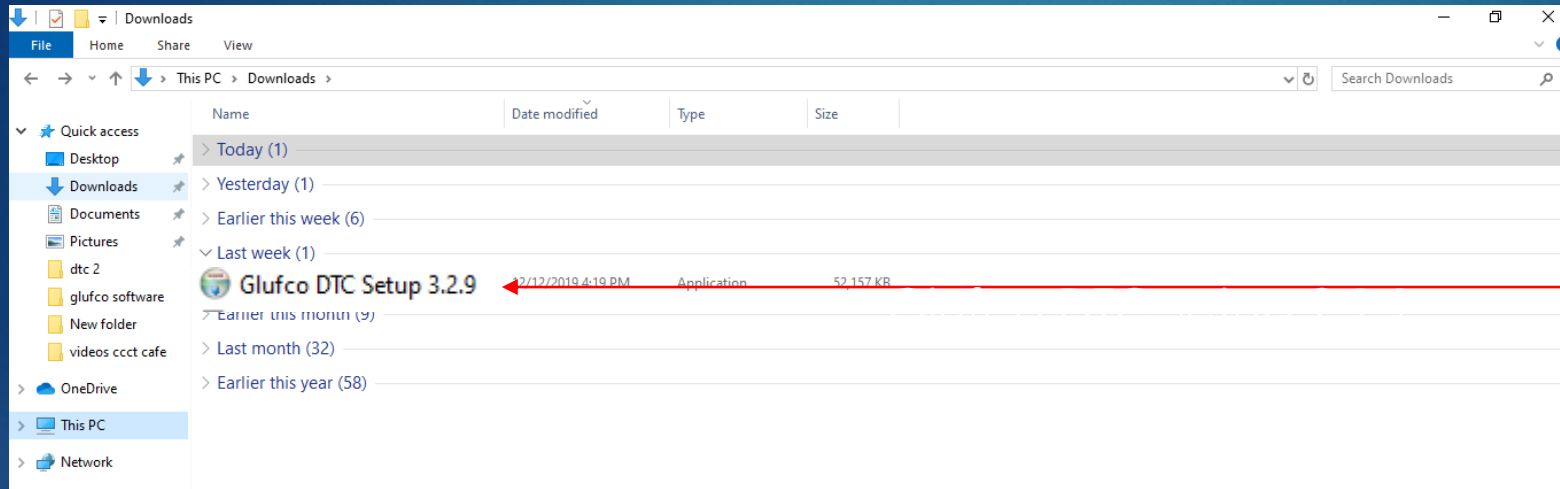 Downloads
File Home Share View
This PC > Downloads >
Search Downloads
Name Date modified Type Size
Quick access
Desktop
Downloads
Documents
Pictures
dtc 2
glufco software
New folder
videos ccct cafe
OneDrive
This PC
Network
Today (1)
Yesterday (1)
Earlier this week (6)
Last week (1)
Glufco DTC Setup 3.2.9 12/12/2019 4:19 PM Application 52,157 KB
Earlier this month (9)
Last month (32)
Earlier this year (58)